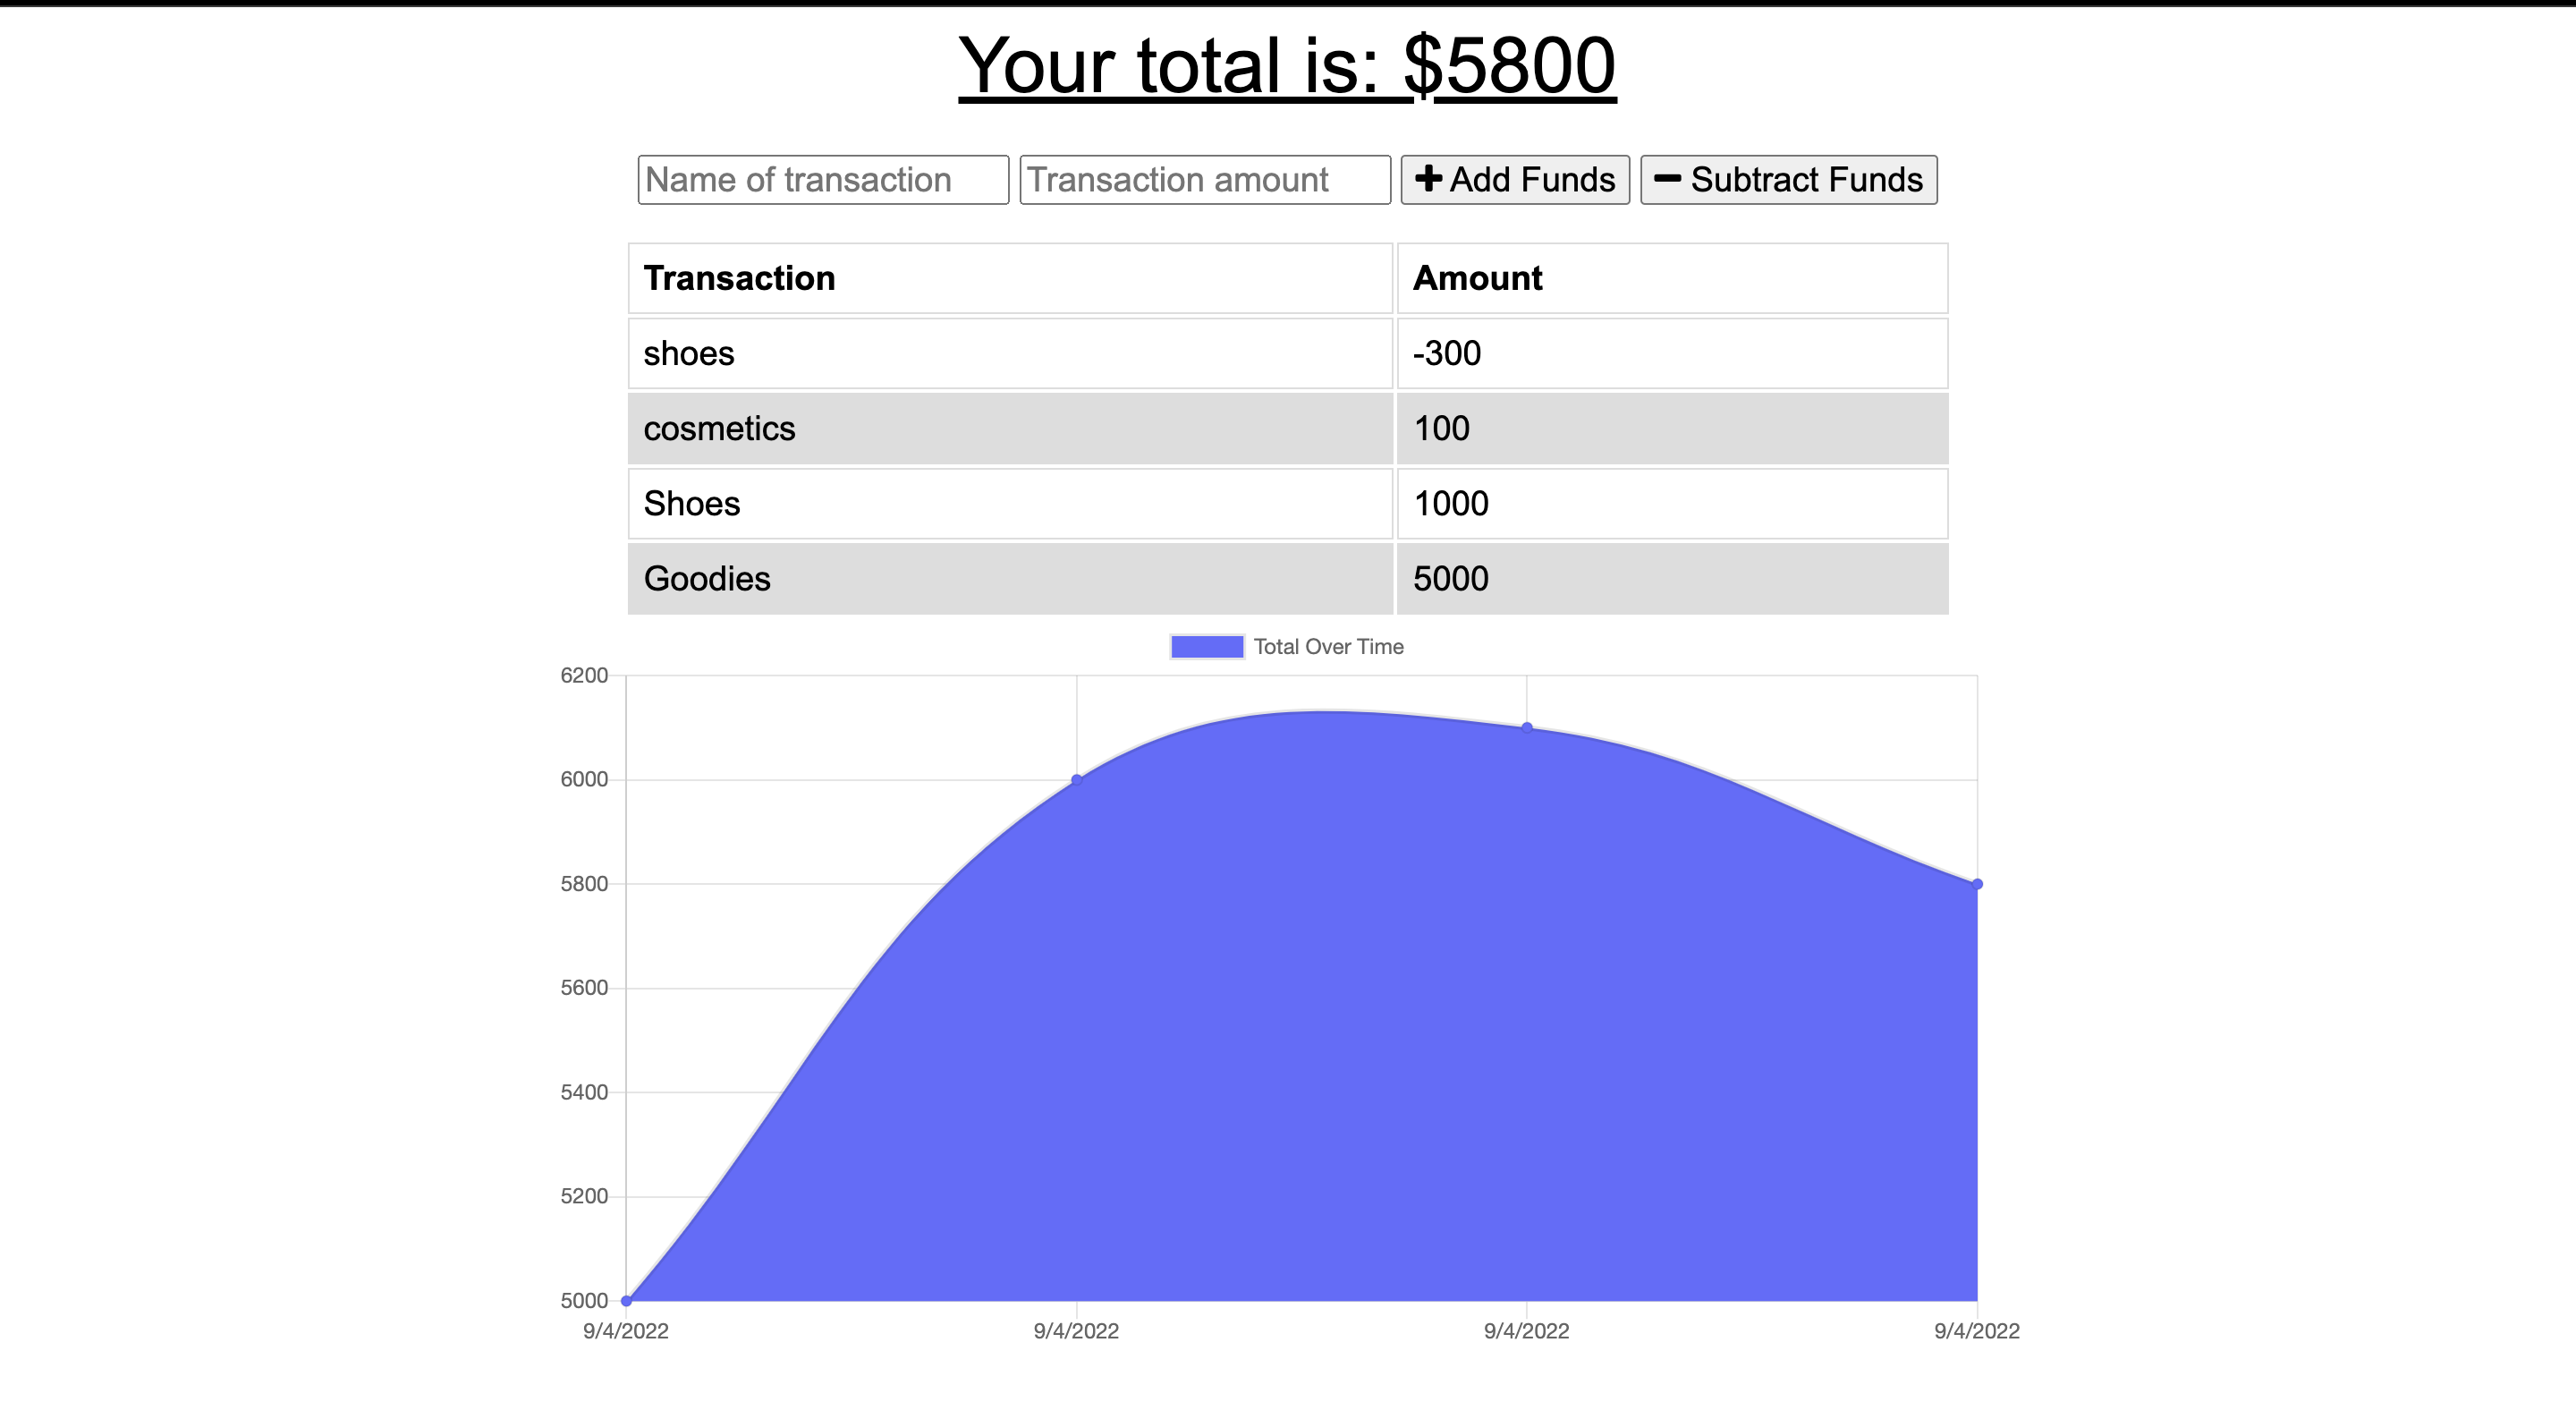 Your total is: $5800
Name of transaction Transaction amount Add Funds Subtract Funds
Transaction Amount
shoes -300
cosmetics 100
Shoes 1000
Goodies 5000
Total Over Time
6200
6000
5800
5600
5400
5200
5000
9/4/2022 9/4/2022 9/4/2022 9/4/2022